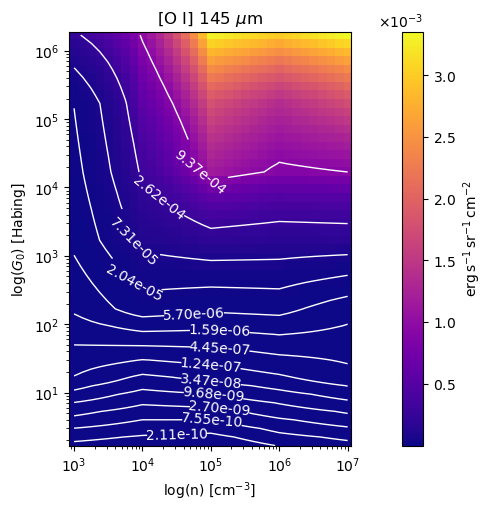 [O I] 145 μm
×10⁻³
10⁶
10⁵
10⁴
10³
10²
10¹
log(G₀) [Habing]
9.37e-04
2.62e-04
7.31e-05
2.04e-05
5.70e-06
1.59e-06
4.45e-07
1.24e-07
3.47e-08
9.68e-09
2.70e-09
7.55e-10
2.11e-10
10³ 10⁴ 10⁵ 10⁶ 10⁷
log(n) [cm⁻³]
3.0
2.5
2.0
1.5
1.0
0.5
erg s⁻¹ sr⁻¹ cm⁻²